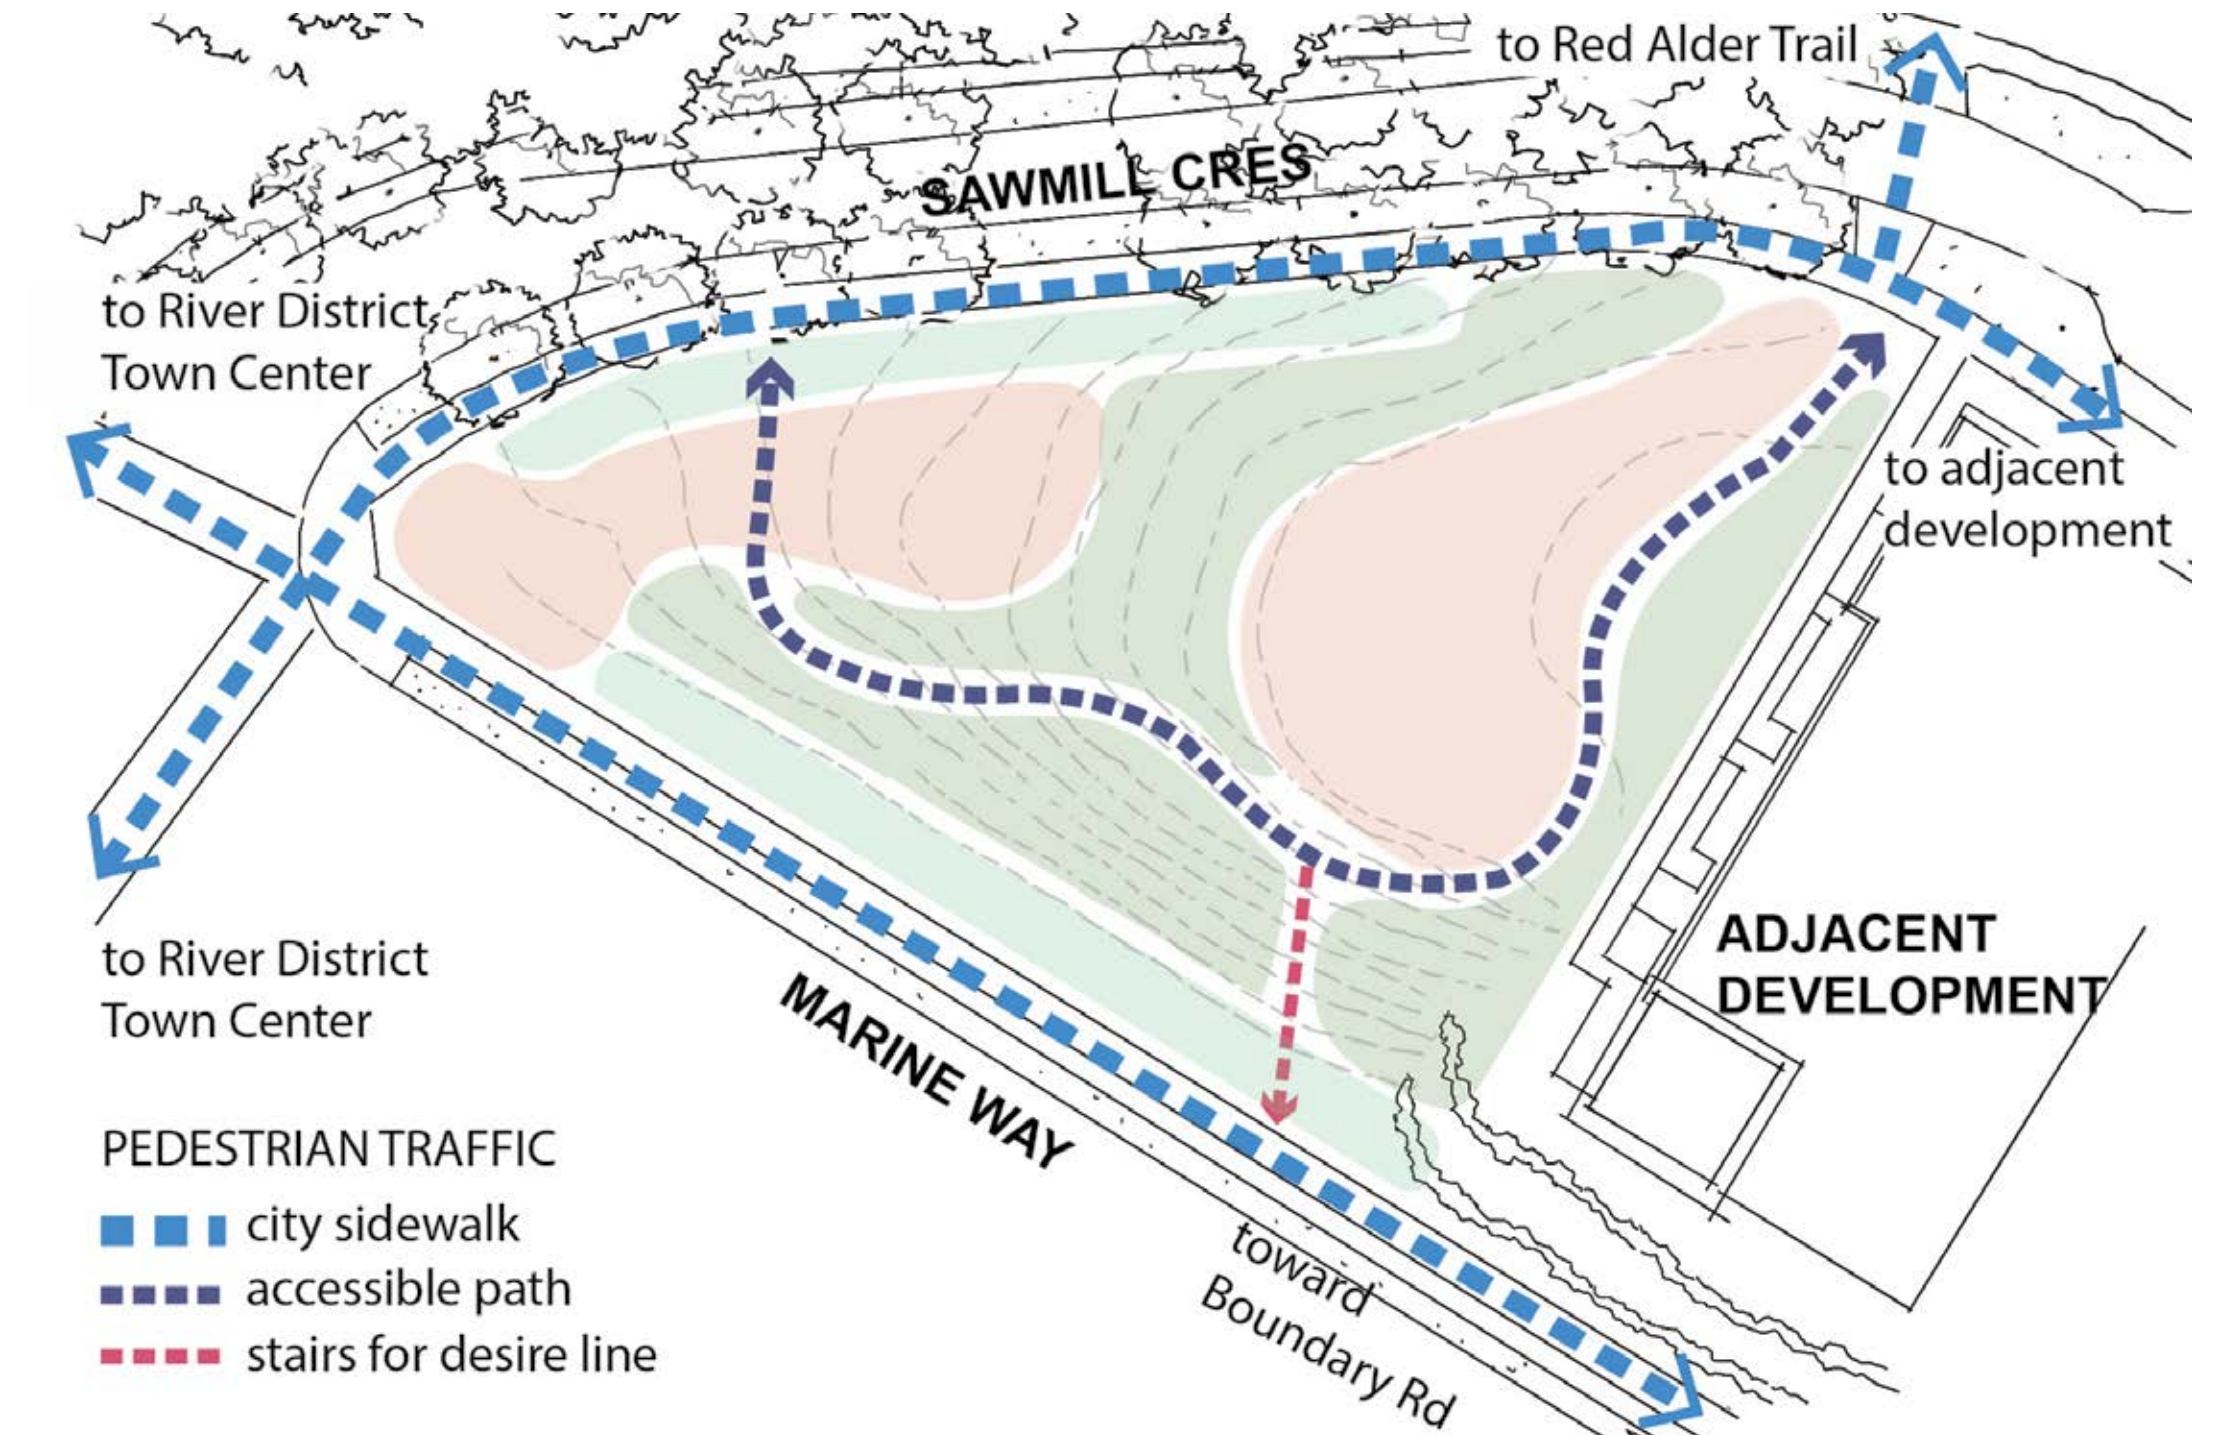 to Red Alder Trail
SAWMILL CRES
to River District
Town Center
to adjacent
development
ADJACENT
DEVELOPMENT
to River District
Town Center
MARINE WAY
toward
Boundary Rd
PEDESTRIAN TRAFFIC
city sidewalk
accessible path
stairs for desire line